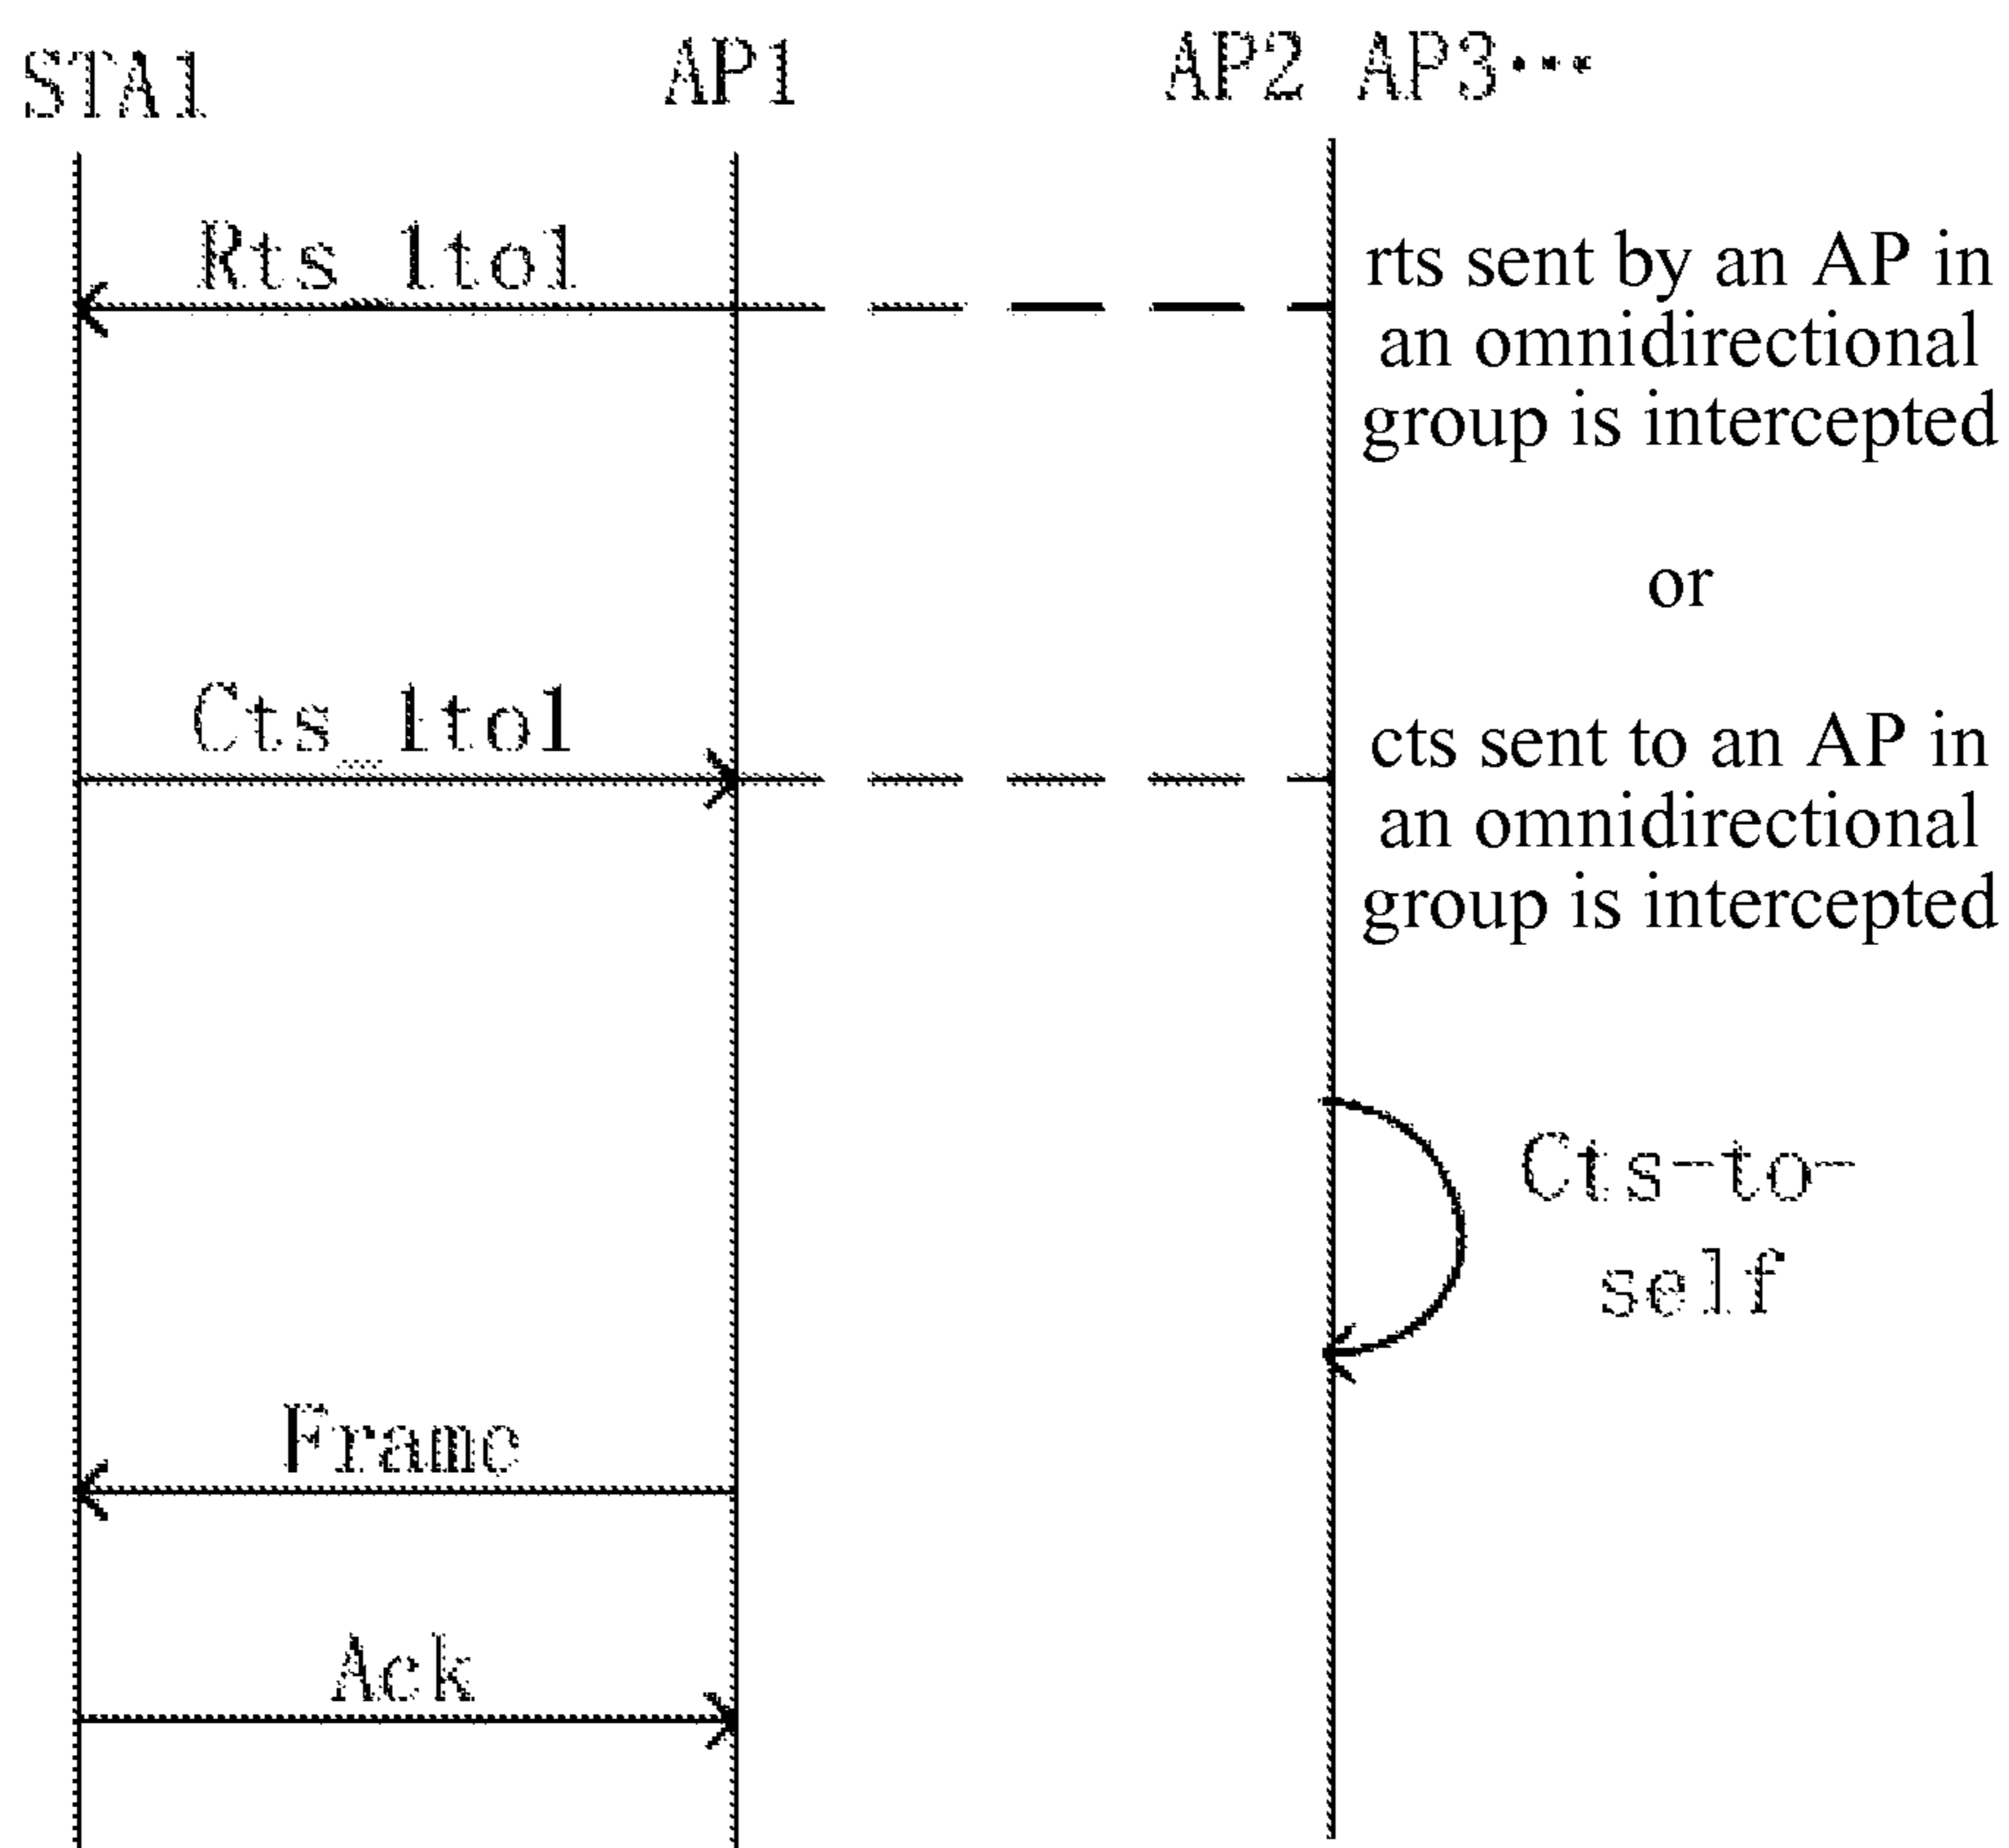 STA1 AP1 AP2 AP3...
Rts_1to1
rts sent by an AP in
an omnidirectional
group is intercepted
or
Cts_1to1
cts sent to an AP in
an omnidirectional
group is intercepted
Cts-to-
self
Frame
Ack